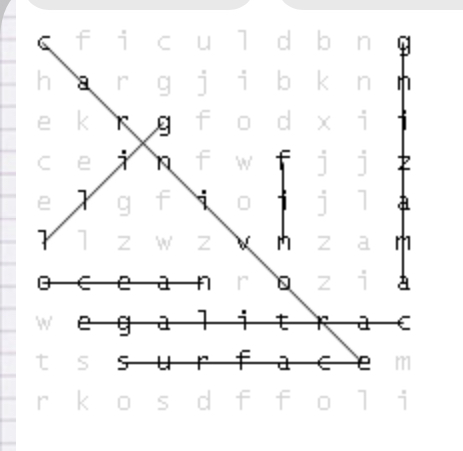 c f i c u l d b n g
h a r g j i b k n n
e k r g f o d x i i
c e i n f w f j j z
e l g f i o i j l a
l l z w z v n z a m
o c e a n r o z i a
w e g a l i t r a c
t s s u r f a c e m
r k o s d f f o l i